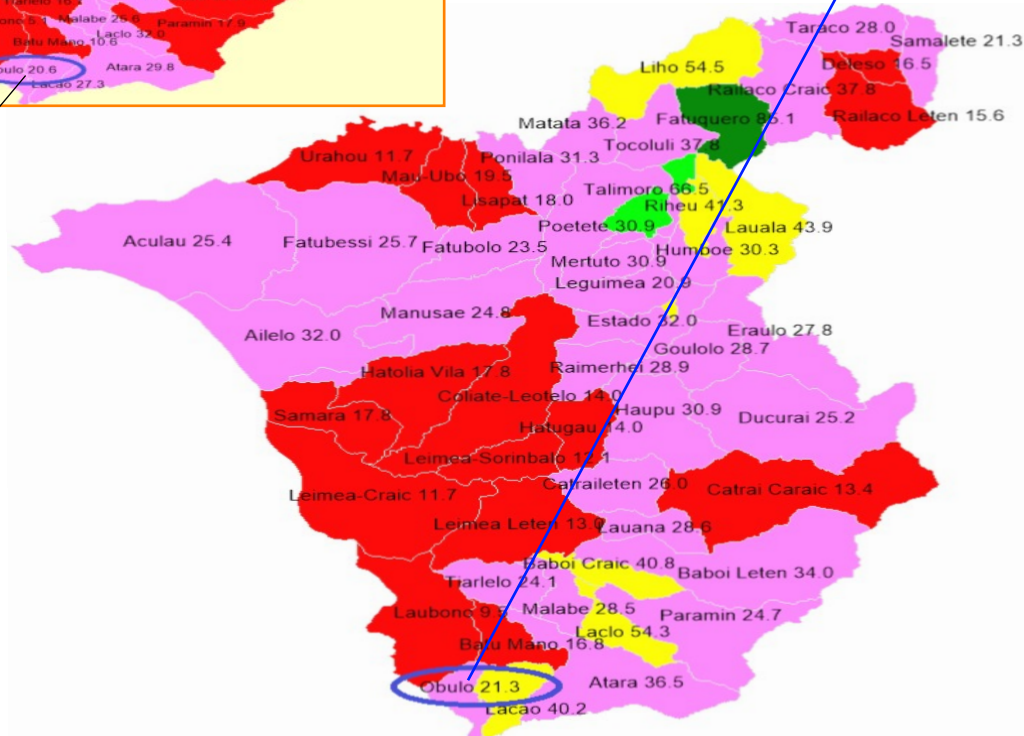 Malabe 26.6
Paramin 17.9
Laclo 32.0
Batu Mano 10.6
Atara 29.8
20.6
Lacao 27.3
Taraco 28.0
Samalete 21.3
Liho 54.5
Deleso 16.5
Railaco Craic 37.8
Matata 36.2
Fatuquero 85.1
Railaco Leten 15.6
Tocoluli 37.8
Urahou 11.7
Ponilala 31.3
Mau-Ubo 19.5
Talimoro 66.5
Lisapat 18.0
Riheu 41.3
Poetete 30.9
Lauala 43.9
Aculau 25.4
Fatubessi 25.7
Fatubolo 23.5
Humboe 30.3
Mertuto 30.9
Leguimea 20.9
Manusae 24.8
Estado 32.0
Ailelo 32.0
Eraulo 27.8
Goulolo 28.7
Raimerhei 28.9
Hatolia Vila 17.8
Coliate-Leotelo 14.0
Samara 17.8
Haupu 30.9
Ducurai 25.2
Hatugau 14.0
Leimea-Sorinbalo 12.1
Catraileten 26.0
Catrai Caraic 13.4
Leimea-Craic 11.7
Leimea Leten 13.0
Lauana 28.6
Baboi Craic 40.8
Baboi Leten 34.0
Tiarlelo 24.1
Laubono
Malabe 28.5
Paramin 24.7
Laclo 54.3
Batu Mano 16.8
Obulo 21.3
Atara 36.5
Lacao 40.2